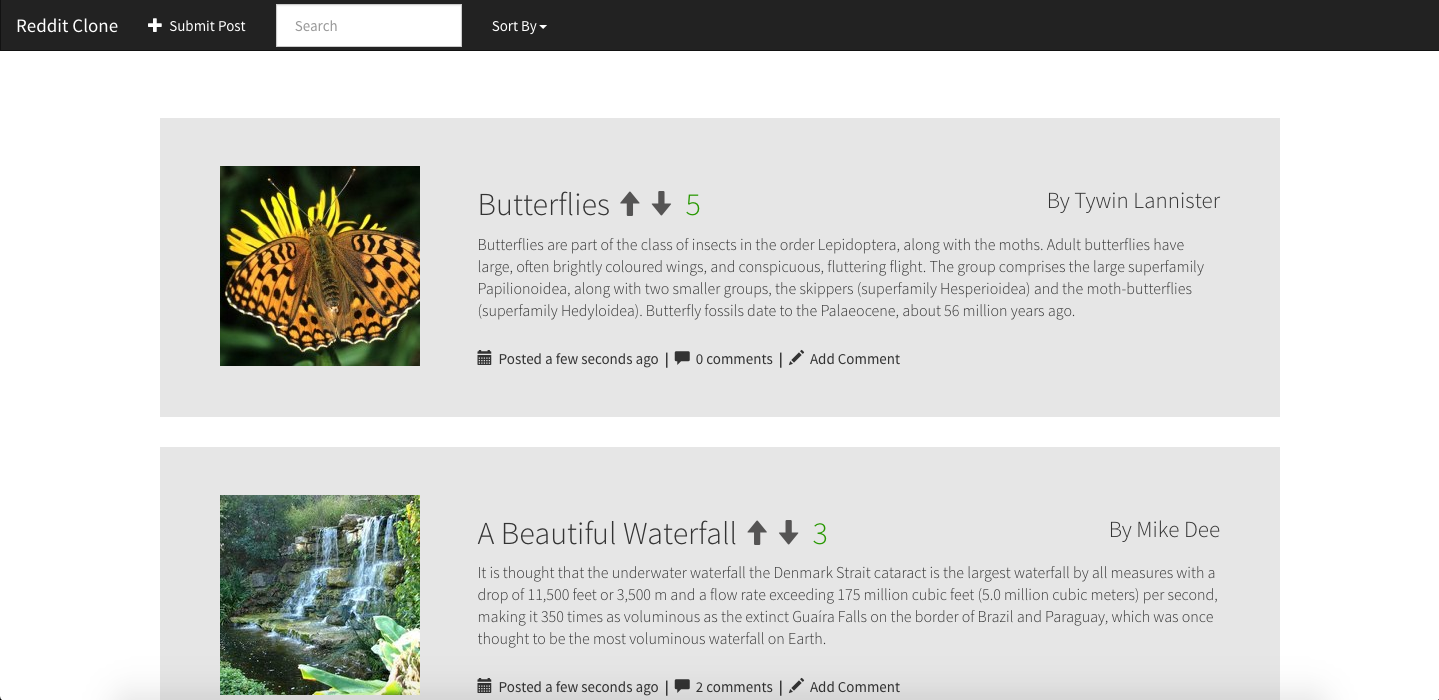 Reddit Clone Submit Post Search Sort By
Butterflies 5 By Tywin Lannister
Butterflies are part of the class of insects in the order Lepidoptera, along with the moths. Adult butterflies have
large, often brightly coloured wings, and conspicuous, fluttering flight. The group comprises the large superfamily
Papilionoidea, along with two smaller groups, the skippers (superfamily Hesperioidea) and the moth-butterflies
(superfamily Hedyloidea). Butterfly fossils date to the Palaeocene, about 56 million years ago.
Posted a few seconds ago | 0 comments | Add Comment
A Beautiful Waterfall 3 By Mike Dee
It is thought that the underwater waterfall the Denmark Strait cataract is the largest waterfall by all measures with a
drop of 11,500 feet or 3,500 m and a flow rate exceeding 175 million cubic feet (5.0 million cubic meters) per second,
making it 350 times as voluminous as the extinct Guaíra Falls on the border of Brazil and Paraguay, which was once
thought to be the most voluminous waterfall on Earth.
Posted a few seconds ago | 2 comments | Add Comment